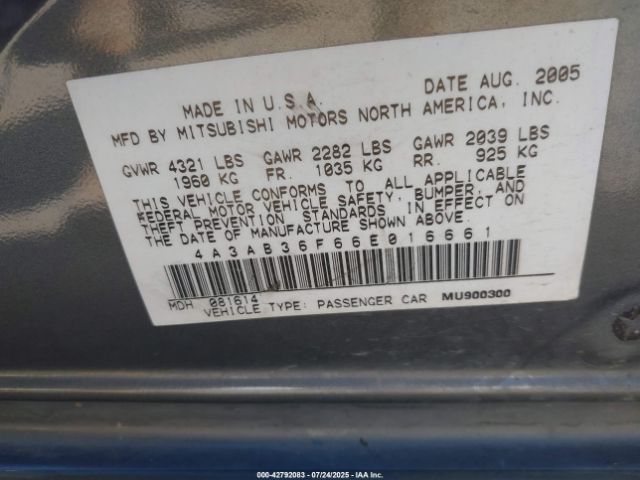 MADE IN U.S.A. DATE AUG. 2005
MFD BY MITSUBISHI MOTORS NORTH AMERICA, INC.
GVWR 4321 LBS GAWR 2282 LBS GAWR 2039 LBS
1960 KG FR. 1035 KG RR. 925 KG
THIS VEHICLE CONFORMS TO ALL APPLICABLE
FEDERAL MOTOR VEHICLE SAFETY, BUMPER, AND
THEFT PREVENTION STANDARDS IN EFFECT ON
THE DATE OF MANUFACTURE SHOWN ABOVE.
4A3AB36F66E016661
MDH 081614
VEHICLE TYPE: PASSENGER CAR MU900300
000-42792083 - 07/24/2025 - IAA Inc.